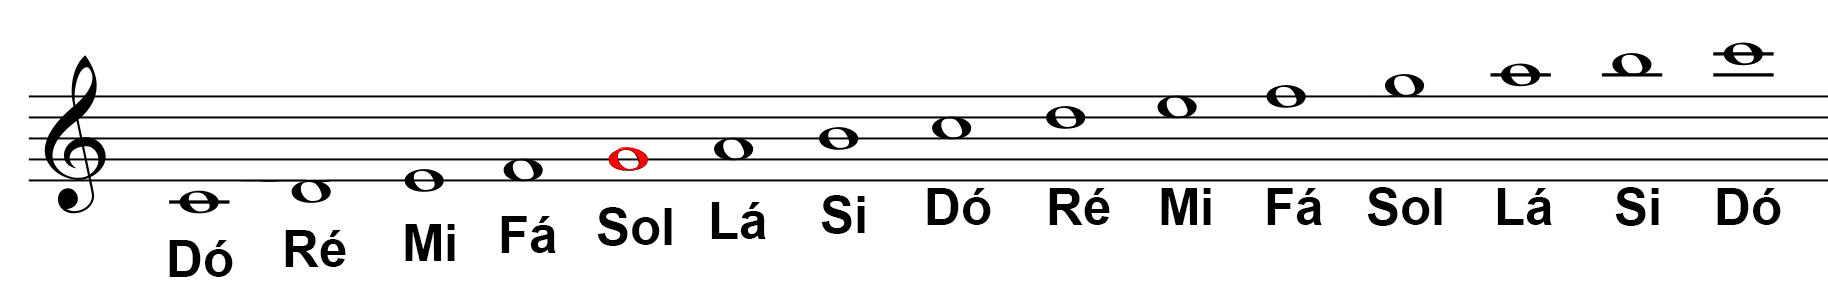 Dó Ré Mi Fá Sol Lá Si Dó Ré Mi Fá Sol Lá Si Dó